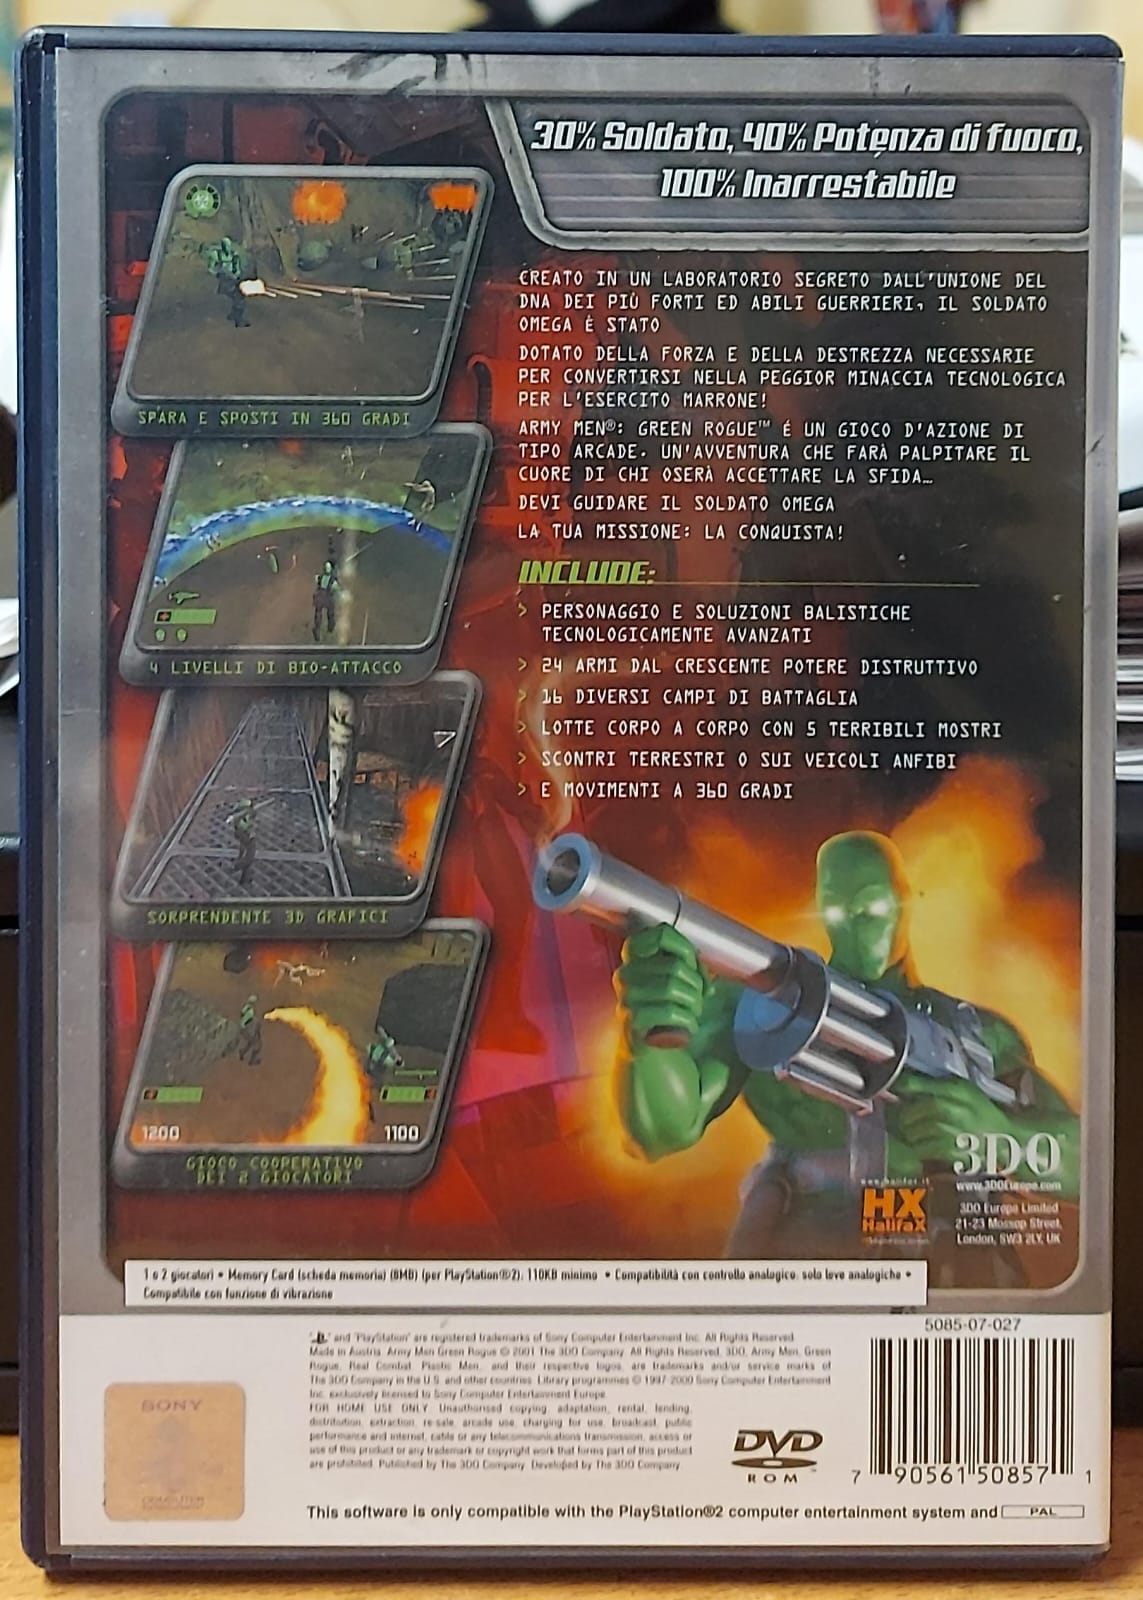 30% Soldato, 40% Potenza di fuoco,
100% Inarrestabile
CREATO IN UN LABORATORIO SEGRETO DALL'UNIONE DEL
DNA DEI PIÙ FORTI ED ABILI GUERRIERI, IL SOLDATO
OMEGA È STATO
DOTATO DELLA FORZA E DELLA DESTREZZA NECESSARIE
PER CONVERTIRSI NELLA PEGGIOR MINACCIA TECNOLOGICA
PER L'ESERCITO MARRONE!
ARMY MEN®: GREEN ROGUE™ É UN GIOCO D'AZIONE DI
TIPO ARCADE. UN'AVVENTURA CHE FARÀ PALPITARE IL
CUORE DI CHI OSERÀ ACCETTARE LA SFIDA…
DEVI GUIDARE IL SOLDATO OMEGA
LA TUA MISSIONE: LA CONQUISTA!
INCLUDE:
> PERSONAGGIO E SOLUZIONI BALISTICHE
TECNOLOGICAMENTE AVANZATI
> 24 ARMI DAL CRESCENTE POTERE DISTRUTTIVO
> 16 DIVERSI CAMPI DI BATTAGLIA
> LOTTE CORPO A CORPO CON 5 TERRIBILI MOSTRI
> SCONTRI TERRESTRI O SUI VEICOLI ANFIBI
> E MOVIMENTI A 360 GRADI
SPARA E SPOSTI IN 360 GRADI
4 LIVELLI DI BIO-ATTACCO
SORPRENDENTE 3D GRAFICI
1200
1100
GIOCO COOPERATIVO
DEI 2 GIOCATORI
3DO
www.3DOEurope.com
3DO Europe Limited
21-23 Mossop Street,
London, SW3 2LY, UK
www.halifax.it
HX
Halifax
1 o 2 giocatori • Memory Card (scheda memoria) (8MB) (per PlayStation®2): 110KB minimo • Compatibilità con controllo analogico: solo leve analogiche •
Compatibile con funzione di vibrazione
5085-07-027
" " and "PlayStation" are registered trademarks of Sony Computer Entertainment Inc. All Rights Reserved.
Made in Austria. Army Men Green Rogue © 2001 The 3DO Company. All Rights Reserved. 3DO, Army Men, Green
Rogue, Real Combat. Plastic Men, and their respective logos, are trademarks and/or service marks of
The 3DO Company in the U.S. and other countries. Library programmes © 1997-2000 Sony Computer Entertainment
Inc. exclusively licensed to Sony Computer Entertainment Europe.
FOR HOME USE ONLY. Unauthorised copying, adaptation, rental, lending,
distribution, extraction, re-sale, arcade use, charging for use, broadcast, public
performance and internet, cable or any telecommunications transmission, access or
use of this product or any trademark or copyright work that forms part of this product
are prohibited. Published by The 3DO Company. Developed by The 3DO Company.
SONY
COMPUTER
ENTERTAINMENT
DVD
ROM
7 90561 50857 1
This software is only compatible with the PlayStation®2 computer entertainment system and PAL